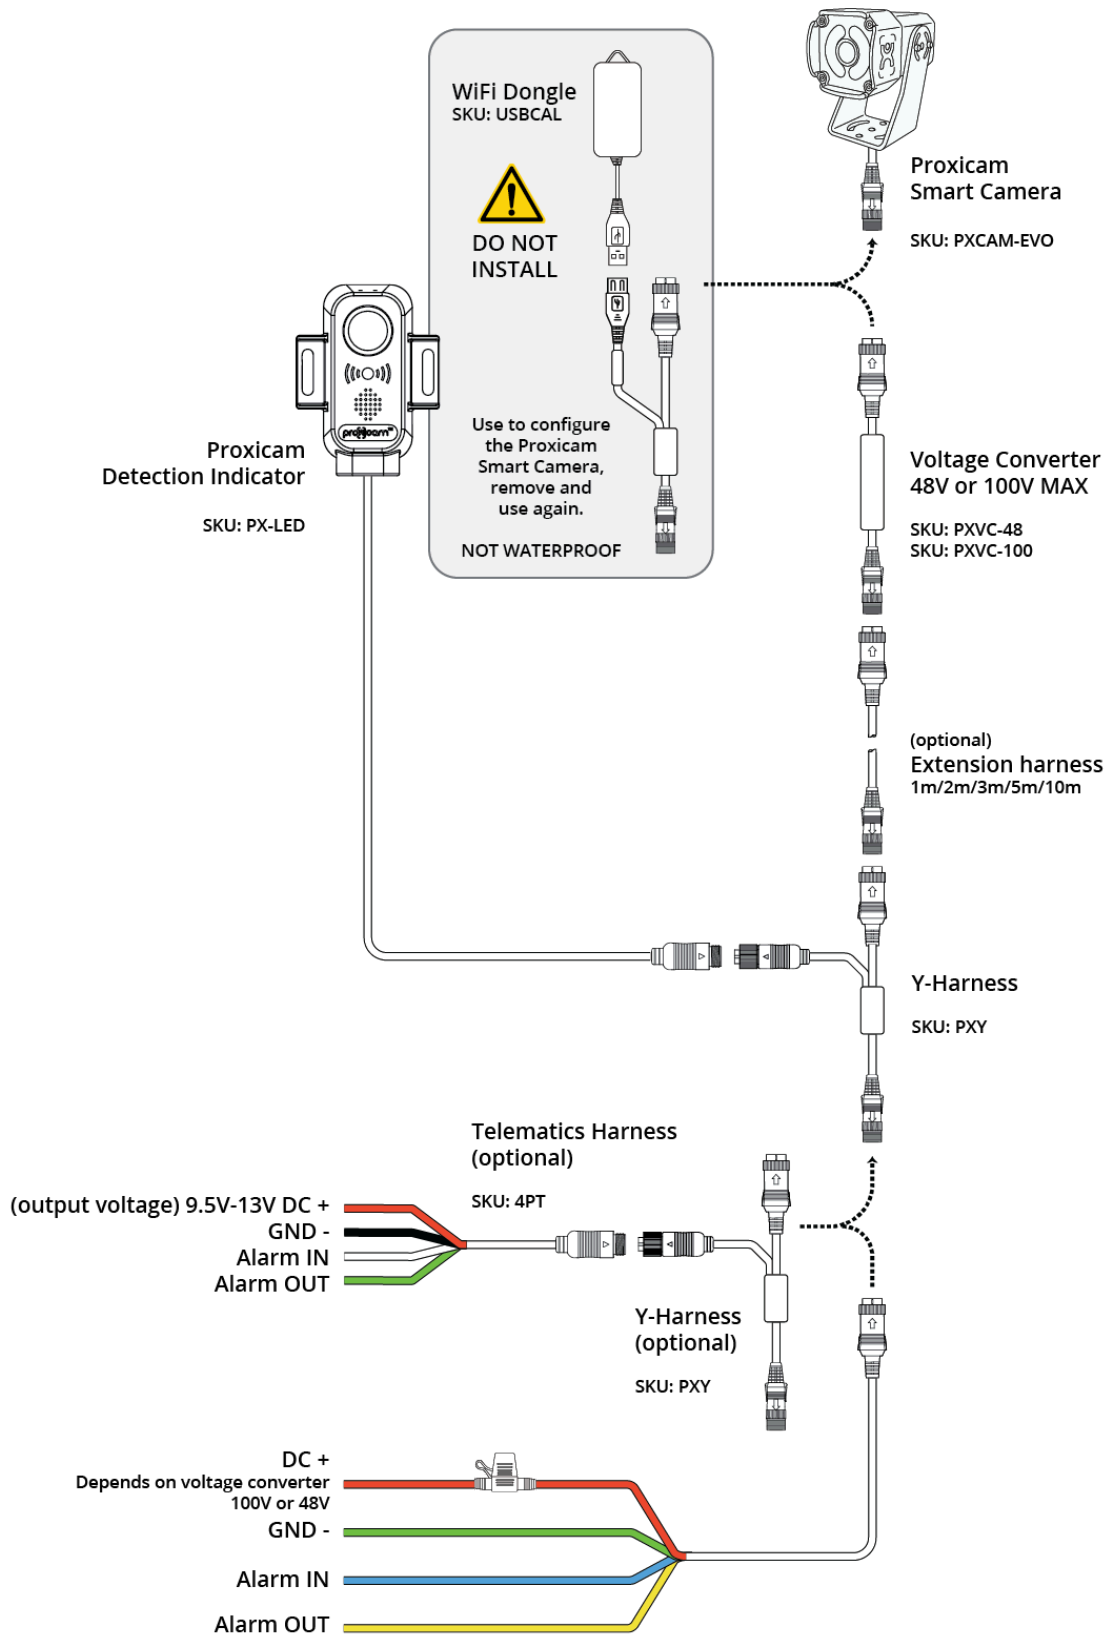 WiFi Dongle
SKU: USBCAL
DO NOT
INSTALL
Use to configure
the Proxicam
Smart Camera,
remove and
use again.
NOT WATERPROOF
Proxicam
Smart Camera
SKU: PXCAM-EVO
proxicam
Proxicam
Detection Indicator
SKU: PX-LED
Voltage Converter
48V or 100V MAX
SKU: PXVC-48
SKU: PXVC-100
(optional)
Extension harness
1m/2m/3m/5m/10m
Y-Harness
SKU: PXY
Telematics Harness
(optional)
SKU: 4PT
(output voltage) 9.5V-13V DC +
GND -
Alarm IN
Alarm OUT
Y-Harness
(optional)
SKU: PXY
DC +
Depends on voltage converter
100V or 48V
GND -
Alarm IN
Alarm OUT